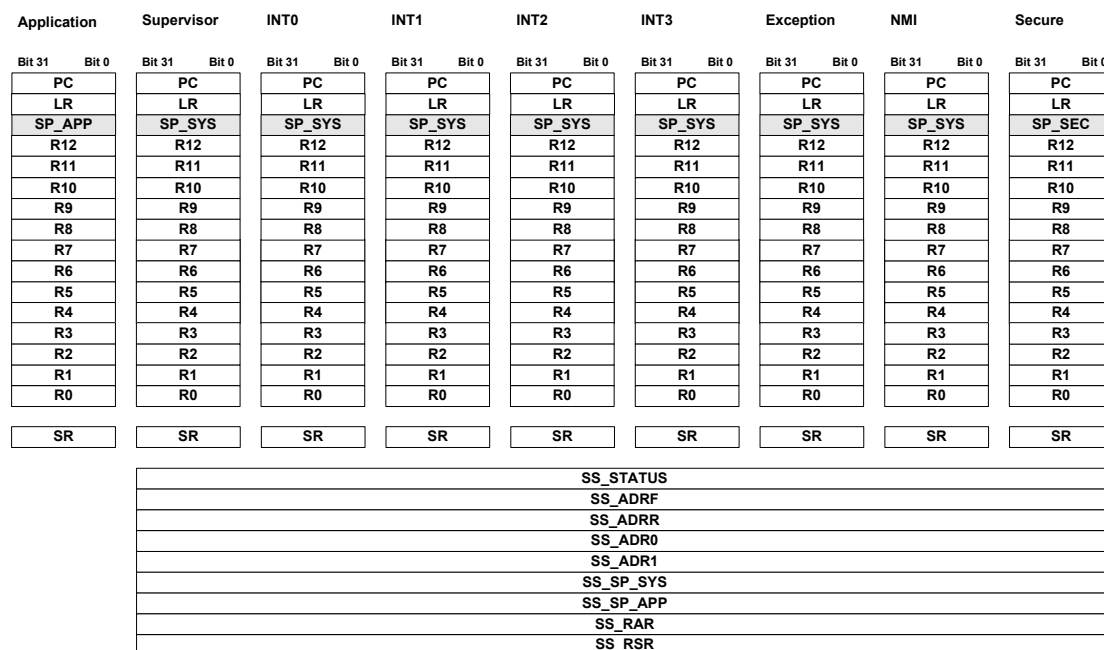 Application Supervisor INT0 INT1 INT2 INT3 Exception NMI Secure
Bit 31 Bit 0 Bit 31 Bit 0 Bit 31 Bit 0 Bit 31 Bit 0 Bit 31 Bit 0 Bit 31 Bit 0 Bit 31 Bit 0 Bit 31 Bit 0 Bit 31 Bit 0
PC PC PC PC PC PC PC PC PC
LR LR LR LR LR LR LR LR LR
SP_APP SP_SYS SP_SYS SP_SYS SP_SYS SP_SYS SP_SYS SP_SYS SP_SEC
R12 R12 R12 R12 R12 R12 R12 R12 R12
R11 R11 R11 R11 R11 R11 R11 R11 R11
R10 R10 R10 R10 R10 R10 R10 R10 R10
R9 R9 R9 R9 R9 R9 R9 R9 R9
R8 R8 R8 R8 R8 R8 R8 R8 R8
R7 R7 R7 R7 R7 R7 R7 R7 R7
R6 R6 R6 R6 R6 R6 R6 R6 R6
R5 R5 R5 R5 R5 R5 R5 R5 R5
R4 R4 R4 R4 R4 R4 R4 R4 R4
R3 R3 R3 R3 R3 R3 R3 R3 R3
R2 R2 R2 R2 R2 R2 R2 R2 R2
R1 R1 R1 R1 R1 R1 R1 R1 R1
R0 R0 R0 R0 R0 R0 R0 R0 R0
SR SR SR SR SR SR SR SR SR
SS_STATUS
SS_ADRF
SS_ADRR
SS_ADR0
SS_ADR1
SS_SP_SYS
SS_SP_APP
SS_RAR
SS_RSR